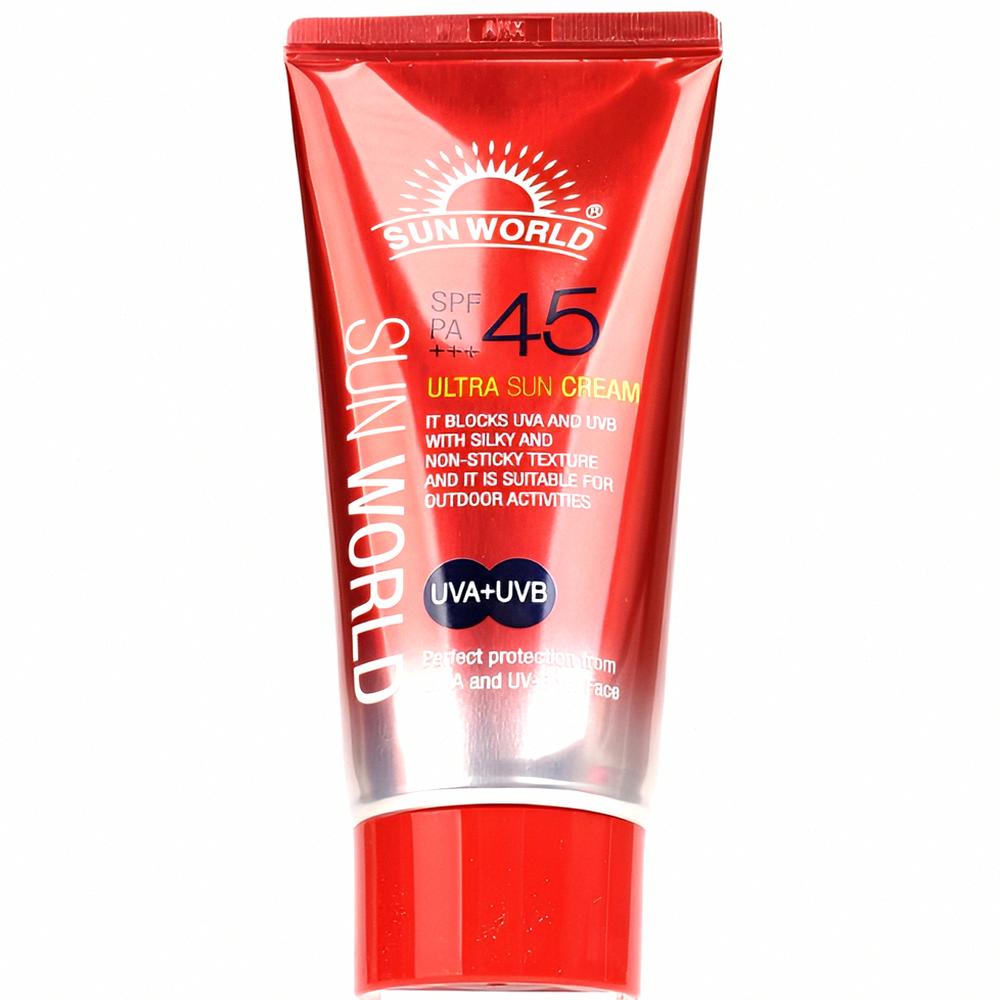 SUN WORLD®
SPF
PA
+++
45
ULTRA SUN CREAM
IT BLOCKS UVA AND UVB
WITH SILKY AND
NON-STICKY TEXTURE
AND IT IS SUITABLE FOR
OUTDOOR ACTIVITIES
UVA+UVB
Perfect protection from
and
SUN WORLD